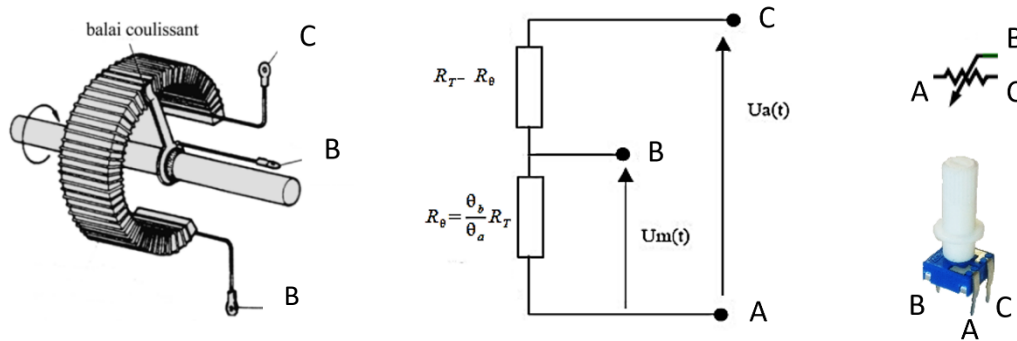 balai coulissant
C
B
B
R_T − R_θ
R_θ = θ_b/θ_a R_T
C
B
A
Ua(t)
Um(t)
B
A
C
B
A
C